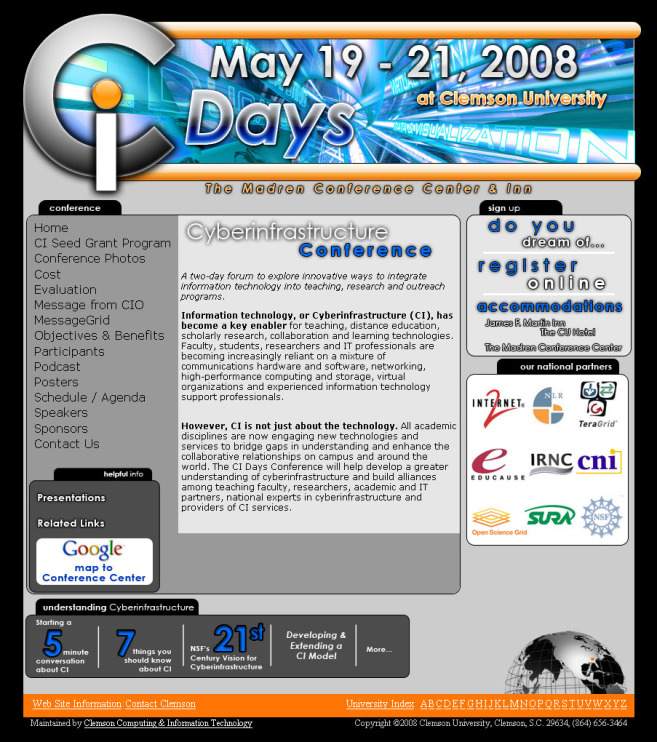 Ci Days
May 19 - 21, 2008
at Clemson University
VISUALIZATION
The Madren Conference Center & Inn
conference
Home
CI Seed Grant Program
Conference Photos
Cost
Evaluation
Message from CIO
MessageGrid
Objectives & Benefits
Participants
Podcast
Posters
Schedule / Agenda
Speakers
Sponsors
Contact Us
helpful info
Presentations
Related Links
Google
map to
Conference Center
Cyberinfrastructure
Conference
A two-day forum to explore innovative ways to integrate
information technology into teaching, research and outreach
programs.
Information technology, or Cyberinfrastructure (CI), has
become a key enabler for teaching, distance education,
scholarly research, collaboration and learning technologies.
Faculty, students, researchers and IT professionals are
becoming increasingly reliant on a mixture of
communications hardware and software, networking,
high-performance computing and storage, virtual
organizations and experienced information technology
support professionals.
However, CI is not just about the technology. All academic
disciplines are now engaging new technologies and
services to bridge gaps in understanding and enhance the
collaborative relationships on campus and around the
world. The CI Days Conference will help develop a greater
understanding of cyberinfrastructure and build alliances
among teaching faculty, researchers, academic and IT
partners, national experts in cyberinfrastructure and
providers of CI services.
sign up
do you
dream of...
register
online
accommodations
James F. Martin Inn
The CU Hotel
The Madren Conference Center
our national partners
INTERNET 2
NLR
TeraGrid
EDUCAUSE
IRNC
cni
Open Science Grid
SURA
NSF
understanding Cyberinfrastructure
Starting a
5 minute
conversation
about CI
7 things you
should know
about CI
NSF's 21st
Century Vision for
Cyberinfrastructure
Developing &
Extending a
CI Model
More...
Web Site Information Contact Clemson
University Index A B C D E F G H I J K L M N O P Q R S T U V W X Y Z
Maintained by Clemson Computing & Information Technology
Copyright ©2008 Clemson University, Clemson, S.C. 29634, (864) 656-3464